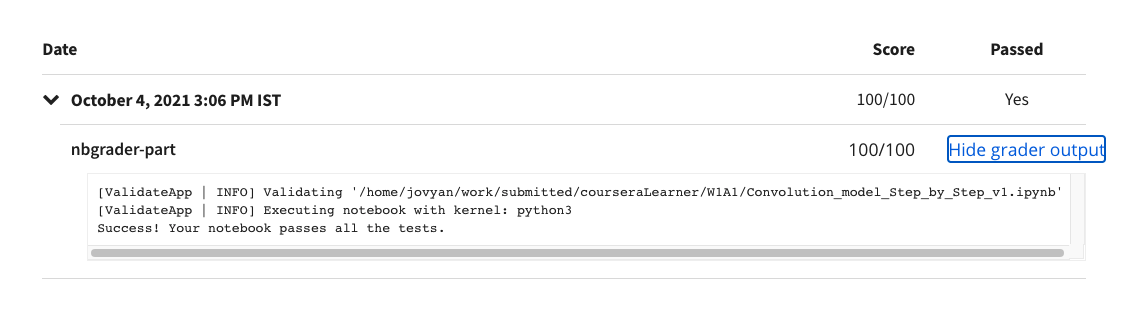 Date Score Passed
October 4, 2021 3:06 PM IST 100/100 Yes
nbgrader-part 100/100 Hide grader output
[ValidateApp | INFO] Validating '/home/jovyan/work/submitted/courseraLearner/W1A1/Convolution_model_Step_by_Step_v1.ipynb'
[ValidateApp | INFO] Executing notebook with kernel: python3
Success! Your notebook passes all the tests.